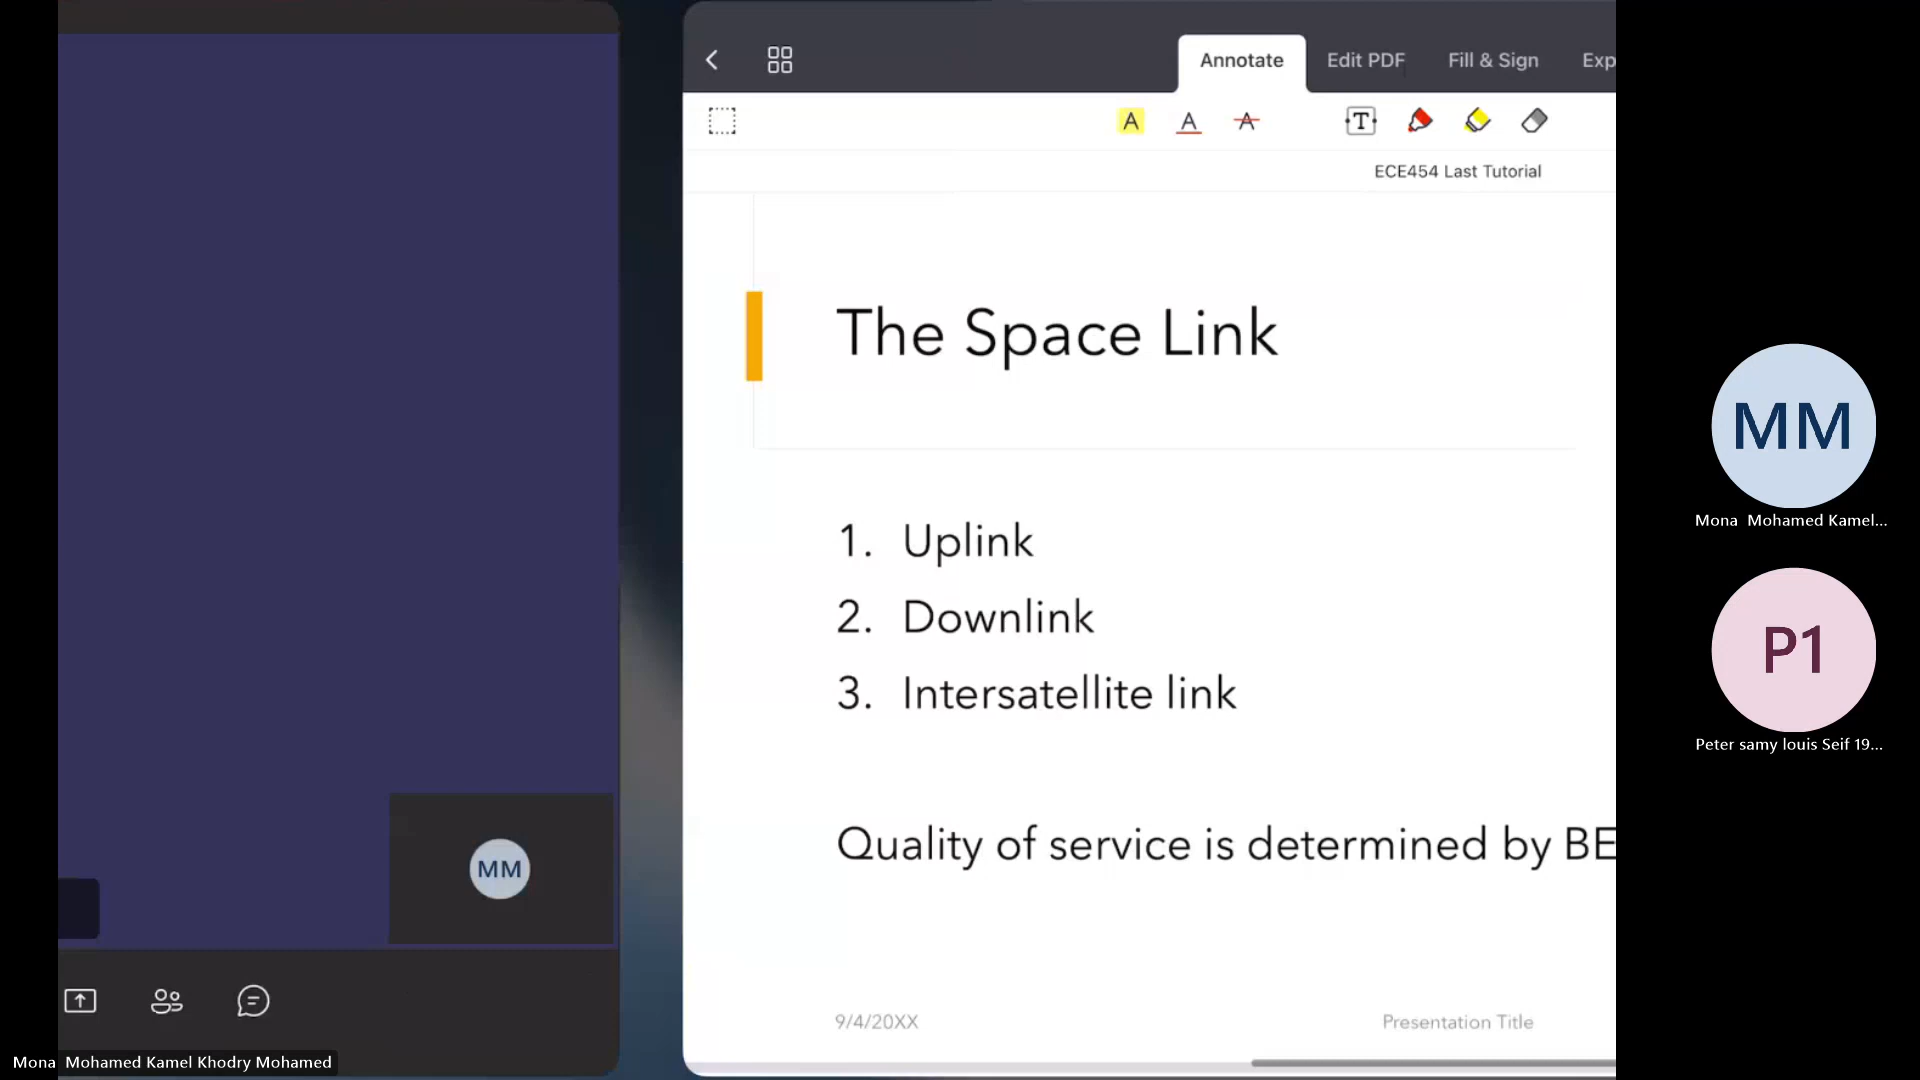 Annotate Edit PDF Fill & Sign Exp
A A A T
ECE454 Last Tutorial
The Space Link
1. Uplink
2. Downlink
3. Intersatellite link
Quality of service is determined by BE
9/4/20XX Presentation Title
MM
Mona Mohamed Kamel Khodry Mohamed
MM
Mona Mohamed Kamel...
P1
Peter samy louis Seif 19...